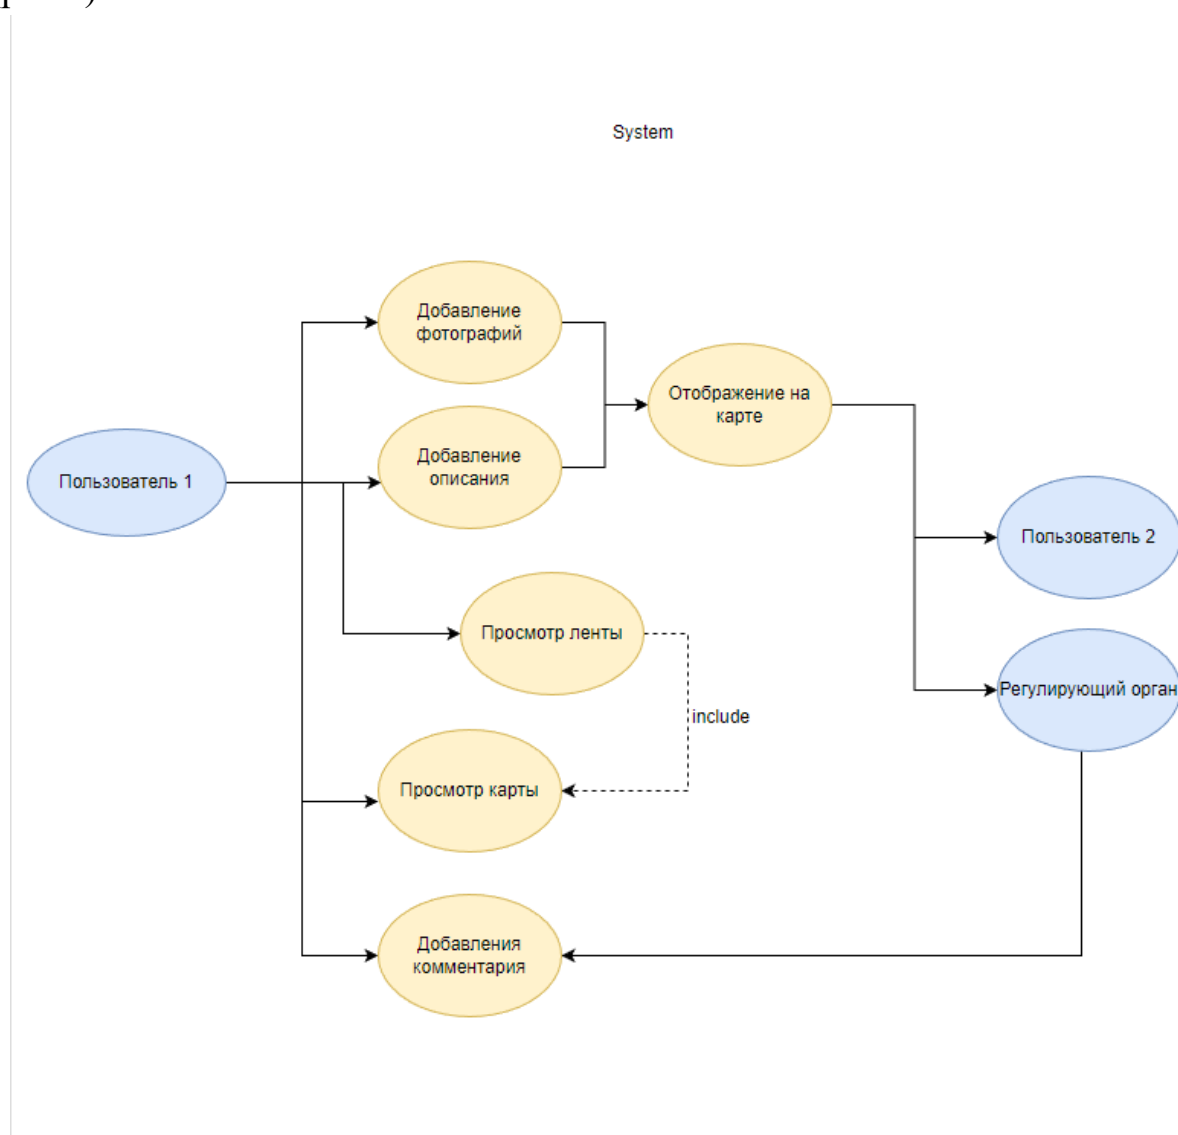 System
Добавление
фотографий
Отображение на
карте
Добавление
описания
Пользователь 1
Пользователь 2
Просмотр ленты
Регулирующий орган
include
Просмотр карты
Добавления
комментария